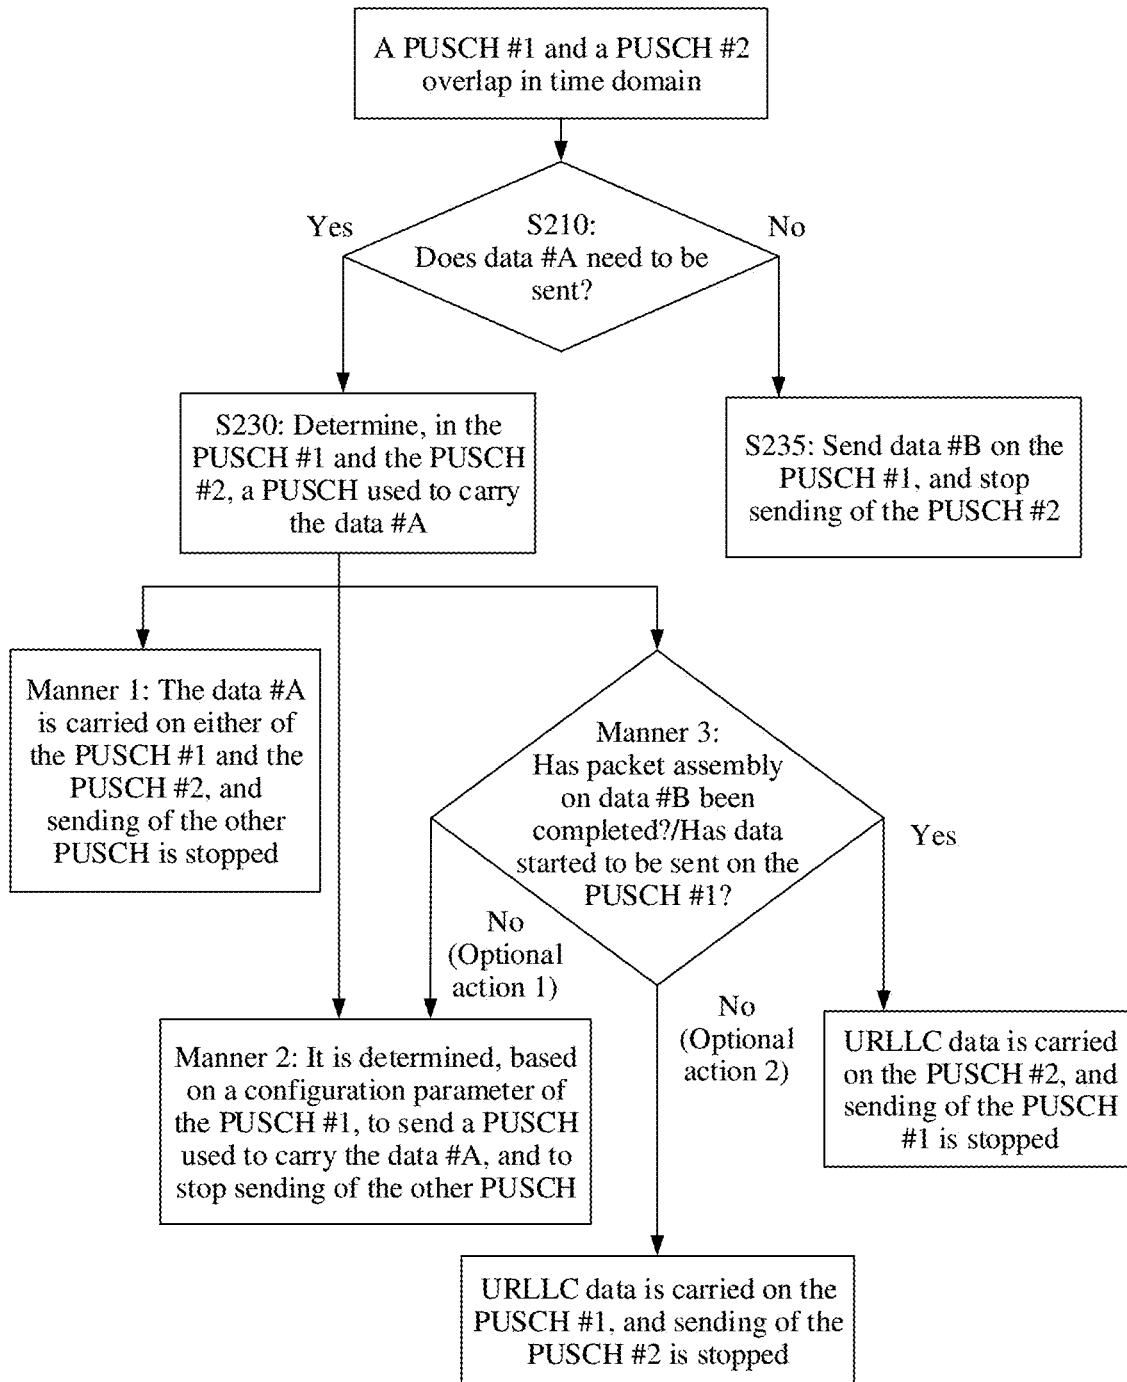 A PUSCH #1 and a PUSCH #2
overlap in time domain
Yes
No
S210:
Does data #A need to be
sent?
S230: Determine, in the
PUSCH #1 and the PUSCH
#2, a PUSCH used to carry
the data #A
S235: Send data #B on the
PUSCH #1, and stop
sending of the PUSCH #2
Manner 1: The data #A
is carried on either of
the PUSCH #1 and the
PUSCH #2, and
sending of the other
PUSCH is stopped
Manner 3:
Has packet assembly
on data #B been
completed?/Has data
started to be sent on the
PUSCH #1?
Yes
No
(Optional
action 1)
No
(Optional
action 2)
Manner 2: It is determined, based
on a configuration parameter of
the PUSCH #1, to send a PUSCH
used to carry the data #A, and to
stop sending of the other PUSCH
URLLC data is carried
on the PUSCH #2, and
sending of the PUSCH
#1 is stopped
URLLC data is carried on the
PUSCH #1, and sending of the
PUSCH #2 is stopped